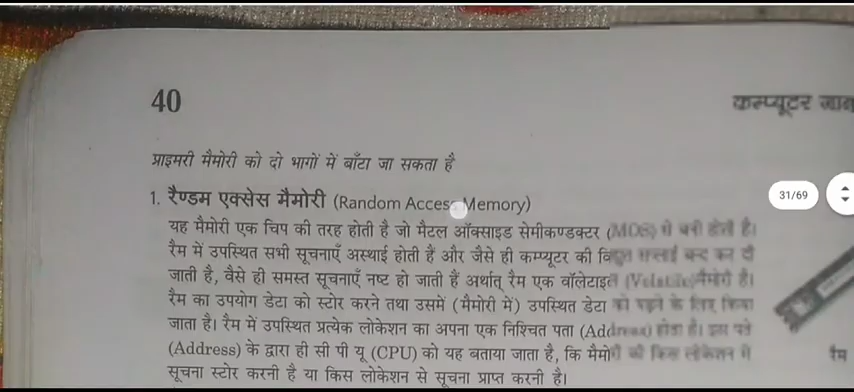 40
कम्प्यूटर
प्राइमरी मैमोरी को दो भागों में बाँटा जा सकता है
1. रैण्डम एक्सेस मैमोरी (Random Access Memory)
31/69
यह मैमोरी एक चिप की तरह होती है जो मैटल ऑक्साइड सेमीकण्डक्टर (MOS) से बनी होती है।
रैम में उपस्थित सभी सूचनाएँ अस्थाई होती हैं और जैसे ही कम्प्यूटर की विद्युत सप्लाई बन्द कर दी
जाती है, वैसे ही समस्त सूचनाएँ नष्ट हो जाती हैं अर्थात् रैम एक वॉलेटाइल (Volatile) मैमोरी है।
रैम का उपयोग डेटा को स्टोर करने तथा उसमें (मैमोरी में) उपस्थित डेटा को पढ़ने के लिए किया
जाता है। रैम में उपस्थित प्रत्येक लोकेशन का अपना एक निश्चित पता (Address) होता है। इस पते
(Address) के द्वारा ही सी पी यू (CPU) को यह बताया जाता है, कि मैमोरी की किस लोकेशन में
रैम
सूचना स्टोर करनी है या किस लोकेशन से सूचना प्राप्त करनी है।